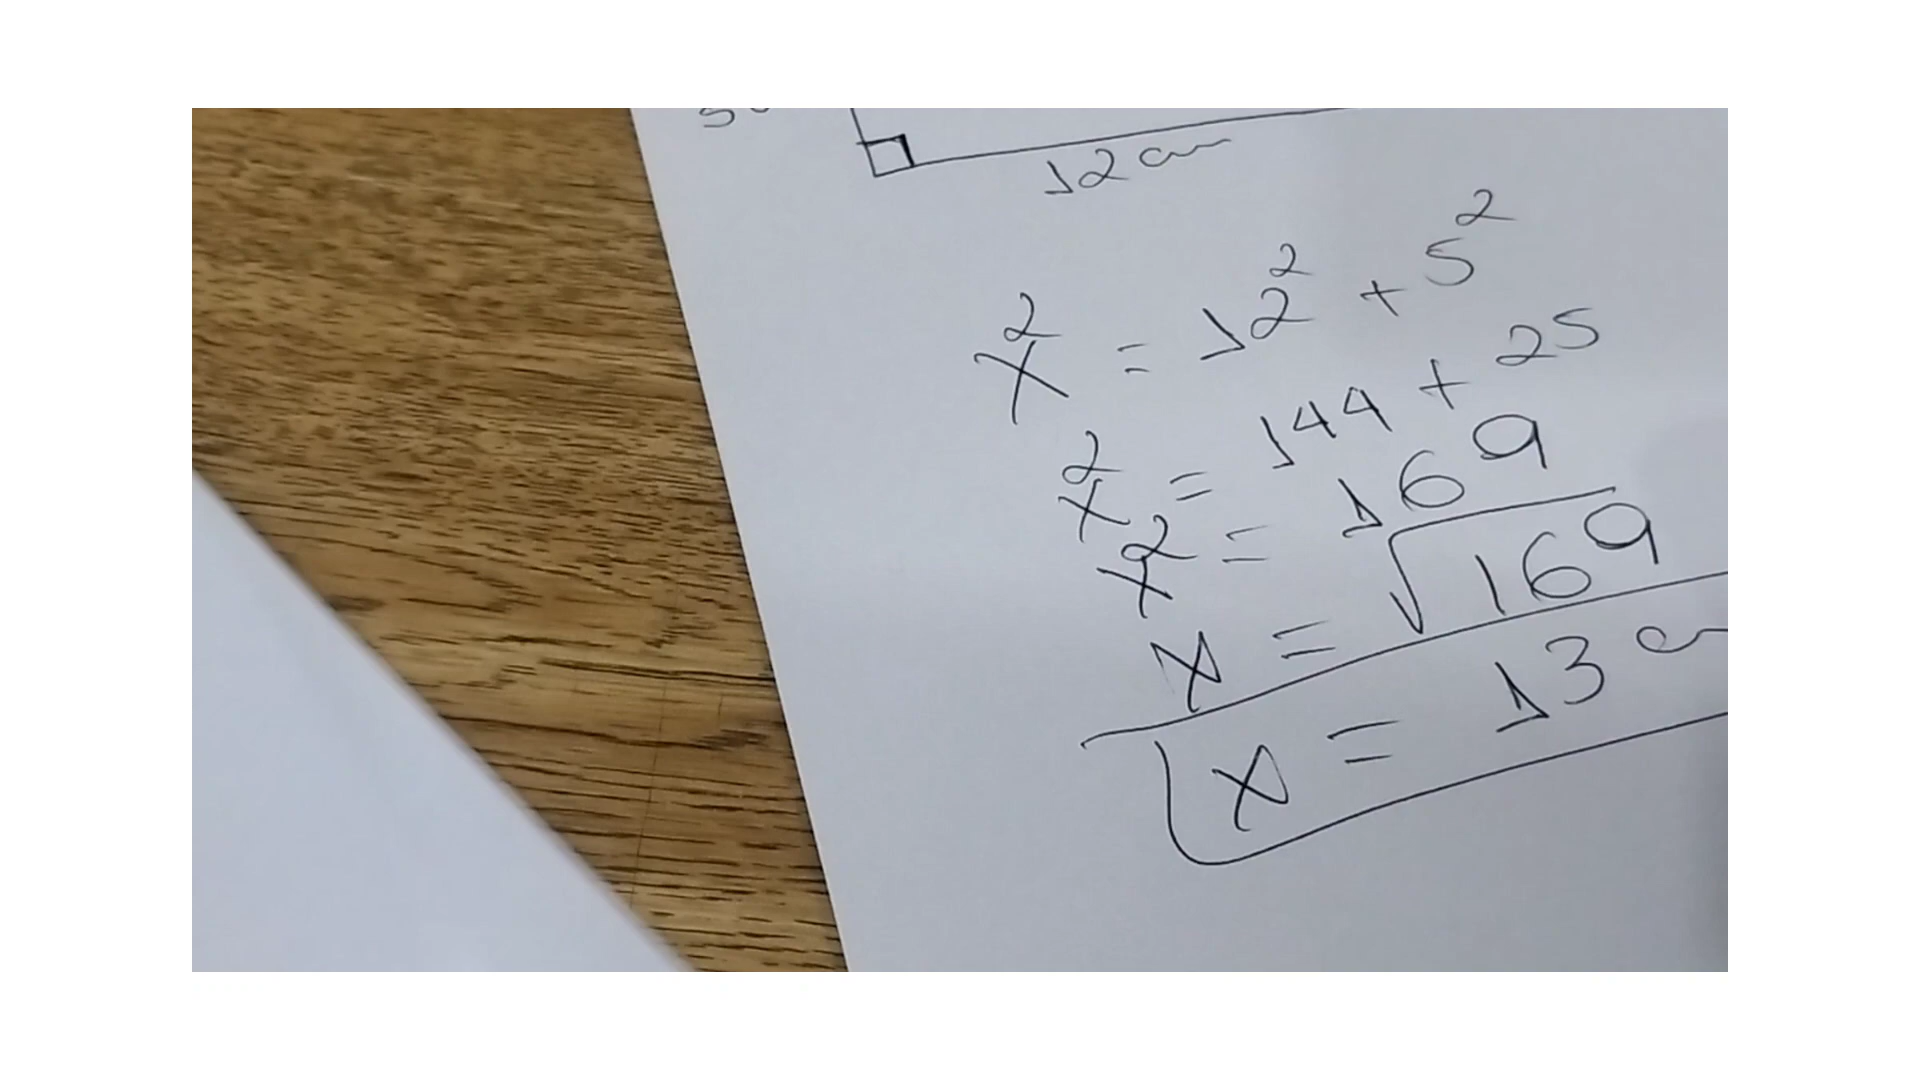 12 cm
x² = 12² + 5²
x² = 144 + 25
x² = 169
x = √169
x = 13 cm